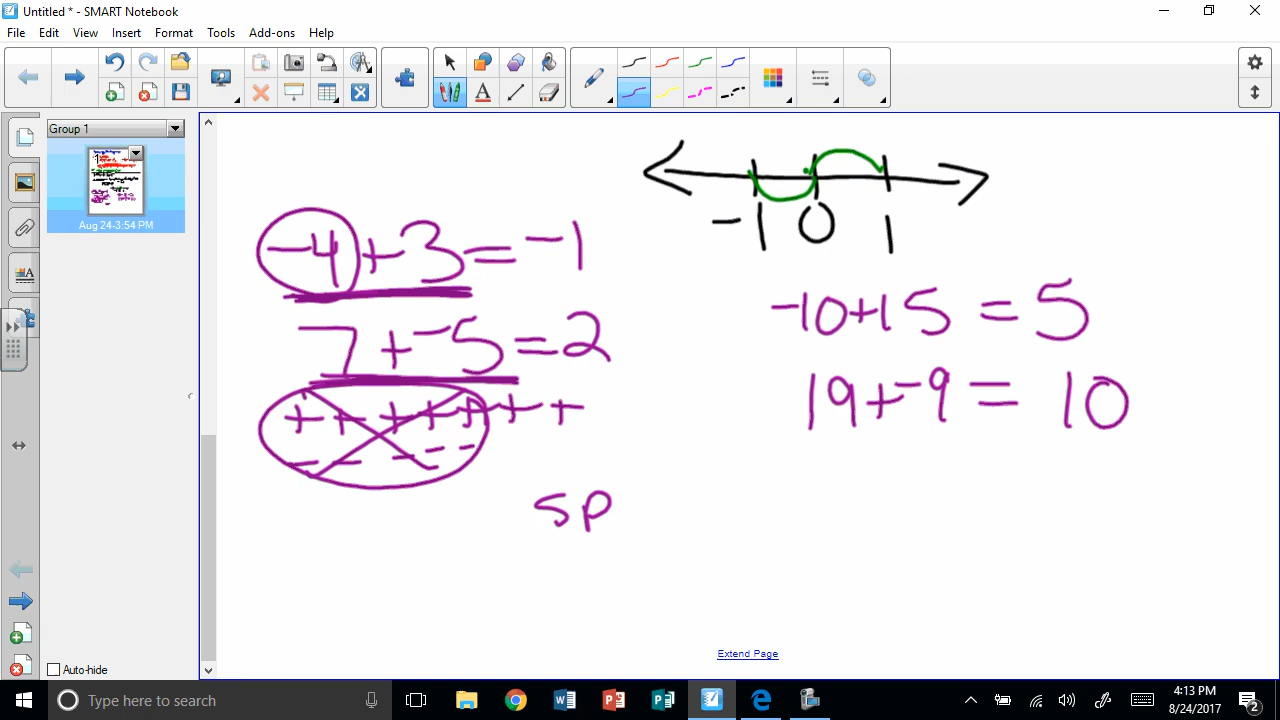 Untitled * - SMART Notebook
File Edit View Insert Format Tools Add-ons Help
Group 1
Aug 24-3:54 PM
Auto-hide
-1 0 1
-4+3=-1
7+-5=2
+ + + + + + +
- - - - -
sp
-10+15=5
19+-9=10
Extend Page
Type here to search
4:13 PM
8/24/2017
2